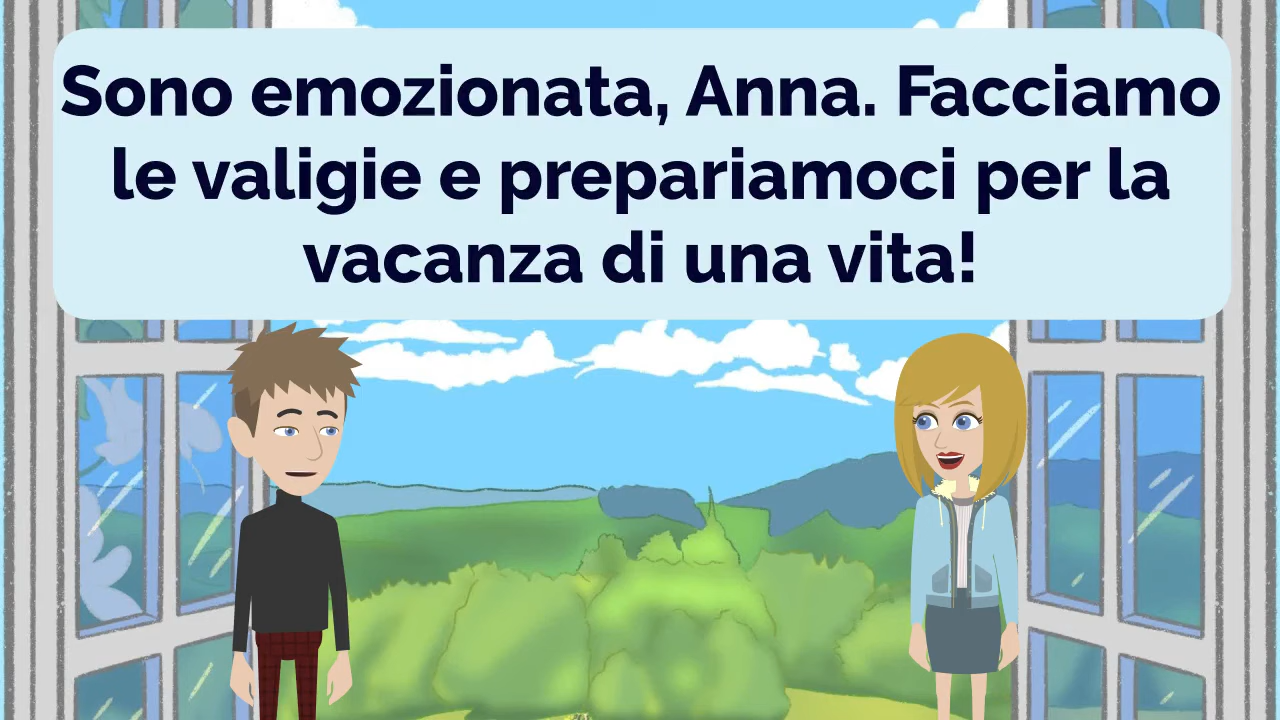 Sono emozionata, Anna. Facciamo
le valigie e prepariamoci per la
vacanza di una vita!